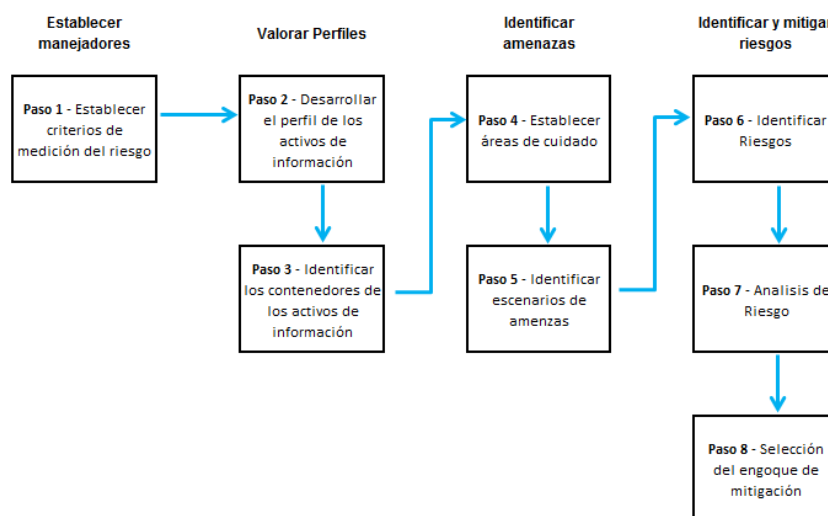 Establecer
manejadores
Valorar Perfiles
Identificar
amenazas
Identificar y mitigar
riesgos
Paso 1 - Establecer
criterios de
medición del riesgo
Paso 2 - Desarrollar
el perfil de los
activos de
información
Paso 3 - Identificar
los contenedores de
los activos de
información
Paso 4 - Establecer
áreas de cuidado
Paso 5 - Identificar
escenarios de
amenzas
Paso 6 - Identificar
Riesgos
Paso 7 - Analisis de
Riesgo
Paso 8 - Selección
del engoque de
mitigación